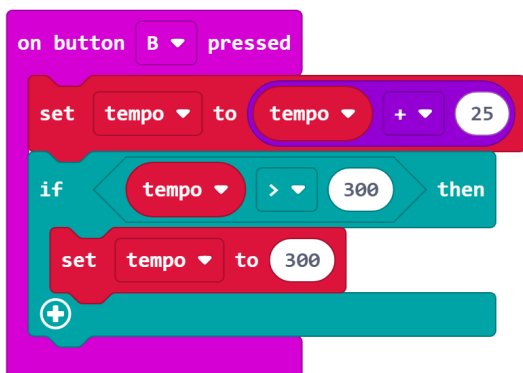 on button B pressed
set tempo to tempo + 25
if tempo > 300 then
set tempo to 300